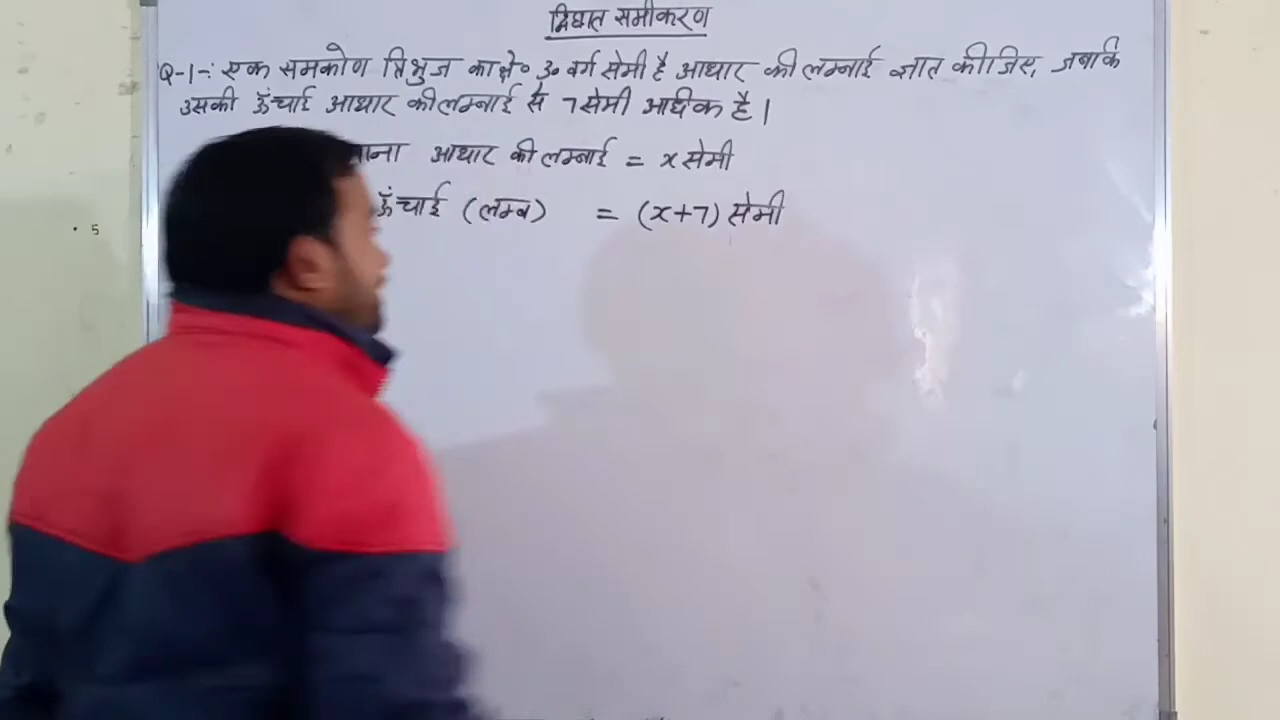 द्विघात समीकरण
Q-1-: एक समकोण त्रिभुज का क्षे० 30 वर्ग सेमी है आधार की लम्बाई ज्ञात कीजिए, जबकि
उसकी ऊँचाई आधार की लम्बाई से 7 सेमी अधिक है।
माना आधार की लम्बाई = x सेमी
ऊँचाई (लम्ब) = (x+7) सेमी
5